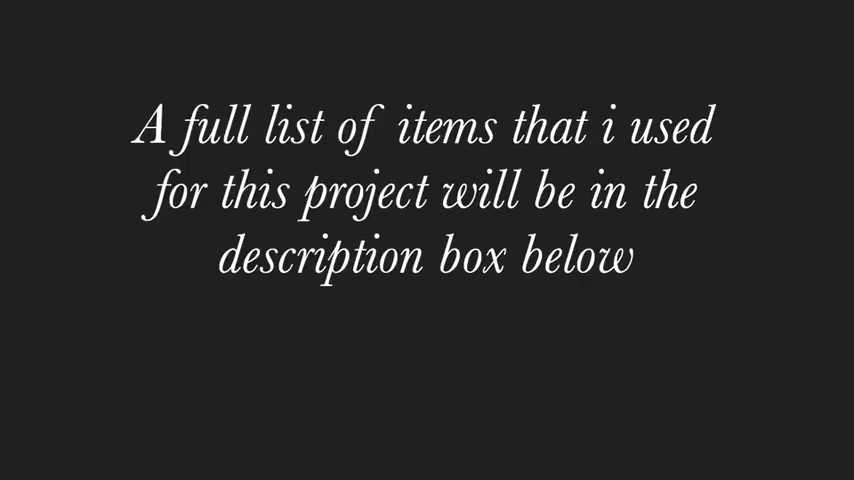 A full list of items that i used
for this project will be in the
description box below